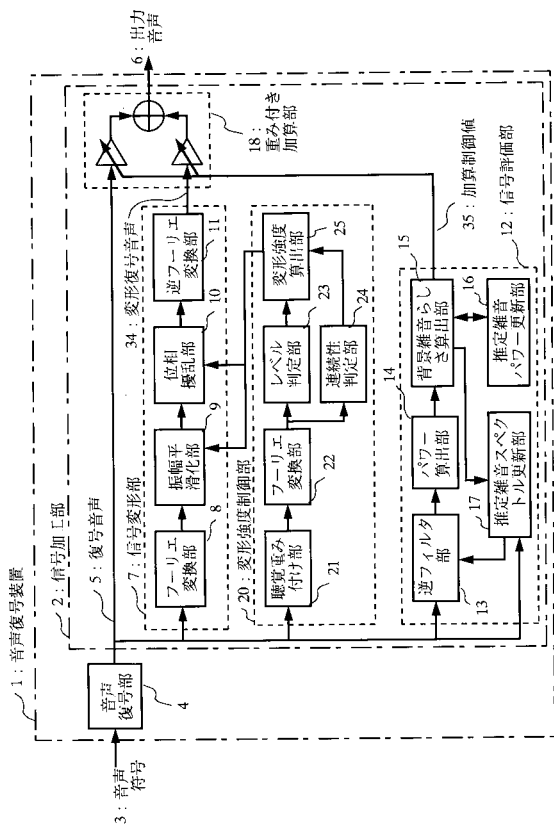 1：音声復号装置
2：信号加工部
3：音声
符号
音声
復号部
4
5：復号音声
6：出力
音声
7：信号変形部
フーリエ
変換部
8
振幅平
滑化部
9
位相
擾乱部
10
逆フーリエ
変換部
11
34：変形復号音声
18：
重み付き
加算部
20：変形強度制御部
聴覚重み
付け部
21
フーリエ
変換部
22
レベル
判定部
23
連続性
判定部
24
変形強度
算出部
25
逆フィルタ
部
13
パワー
算出部
14
背景雑音らし
さ算出部
15
推定雑音
パワー更新部
16
推定雑音スペク
トル更新部
17
35：加算制御値
12：信号評価部